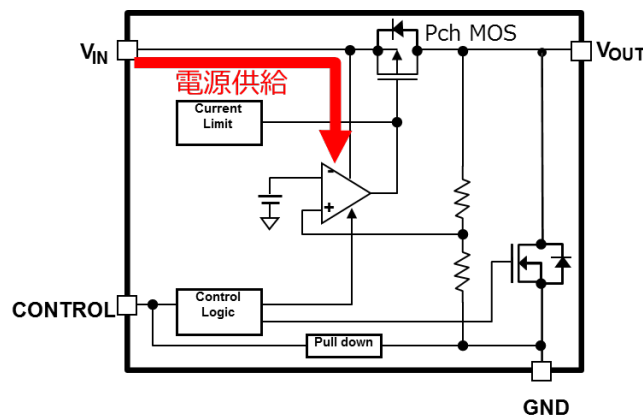 Pch MOS
VIN
VOUT
電源供給
Current
Limit
-
+
CONTROL
Control
Logic
Pull down
GND